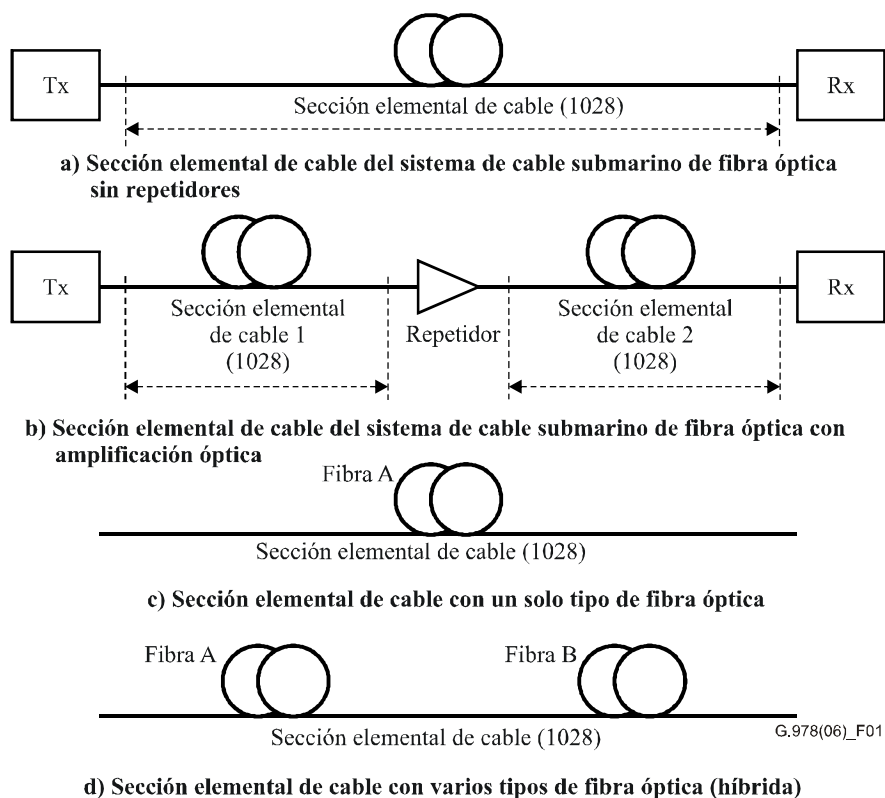 Tx
Rx
Sección elemental de cable (1028)
a) Sección elemental de cable del sistema de cable submarino de fibra óptica
sin repetidores
Tx
Rx
Sección elemental
de cable 1
(1028)
Repetidor
Sección elemental
de cable 2
(1028)
b) Sección elemental de cable del sistema de cable submarino de fibra óptica con
amplificación óptica
Fibra A
Sección elemental de cable (1028)
c) Sección elemental de cable con un solo tipo de fibra óptica
Fibra A
Fibra B
Sección elemental de cable (1028)
G.978(06)_F01
d) Sección elemental de cable con varios tipos de fibra óptica (híbrida)